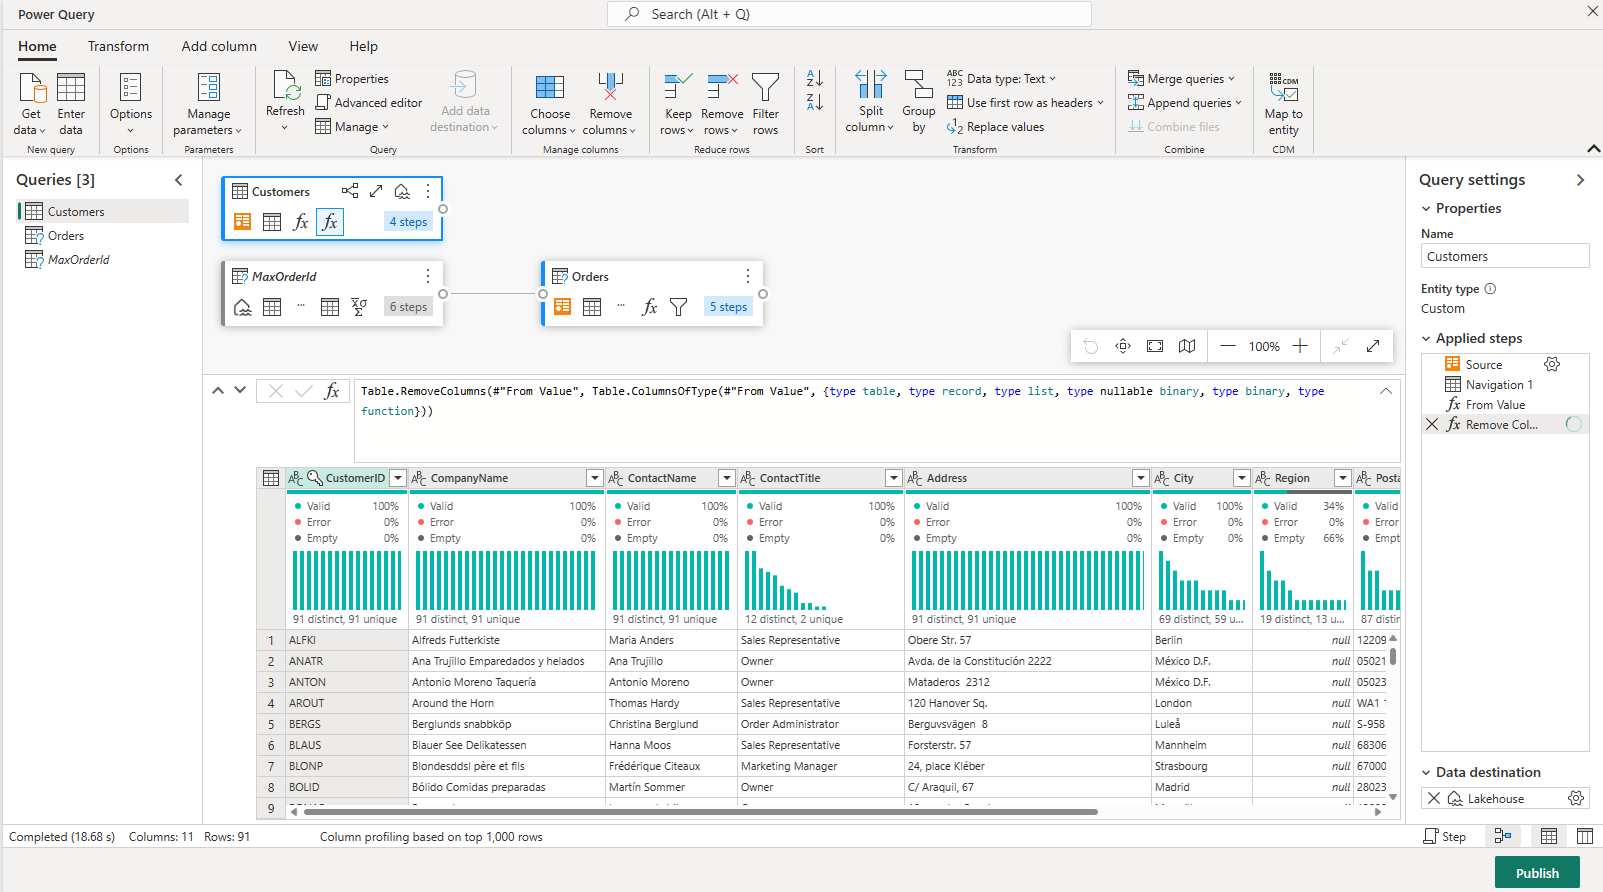 Power Query
Search (Alt + Q)
Home Transform Add column View Help
Get data
Enter data
New query
Options
Options
Manage parameters
Parameters
Refresh
Properties
Advanced editor
Manage
Add data destination
Query
Choose columns
Remove columns
Manage columns
Keep rows
Remove rows
Filter rows
Reduce rows
Sort
Split column
Group by
Data type: Text
Use first row as headers
Replace values
Transform
Merge queries
Append queries
Combine files
Combine
Map to entity
CDM
Queries [3]
Customers
Orders
MaxOrderId
Customers
4 steps
MaxOrderId
6 steps
Orders
5 steps
100%
Table.RemoveColumns(#"From Value", Table.ColumnsOfType(#"From Value", {type table, type record, type list, type nullable binary, type binary, type
function}))
CustomerID CompanyName ContactName ContactTitle Address City Region Posta
Valid 100% Valid 100% Valid 100% Valid 100% Valid 100% Valid 100% Valid 34% Valid
Error 0% Error 0% Error 0% Error 0% Error 0% Error 0% Error 0% Error
Empty 0% Empty 0% Empty 0% Empty 0% Empty 0% Empty 0% Empty 66% Empt
91 distinct, 91 unique 91 distinct, 91 unique 91 distinct, 91 unique 12 distinct, 2 unique 91 distinct, 91 unique 69 distinct, 59 u... 19 distinct, 13 u... 87 distin
1 ALFKI Alfreds Futterkiste Maria Anders Sales Representative Obere Str. 57 Berlin null 12209
2 ANATR Ana Trujillo Emparedados y helados Ana Trujillo Owner Avda. de la Constitución 2222 México D.F. null 05021
3 ANTON Antonio Moreno Taquería Antonio Moreno Owner Mataderos 2312 México D.F. null 05023
4 AROUT Around the Horn Thomas Hardy Sales Representative 120 Hanover Sq. London null WA1 1
5 BERGS Berglunds snabbköp Christina Berglund Order Administrator Berguvsvägen 8 Luleå null S-958
6 BLAUS Blauer See Delikatessen Hanna Moos Sales Representative Forsterstr. 57 Mannheim null 68306
7 BLONP Blondesddsl père et fils Frédérique Citeaux Marketing Manager 24, place Kléber Strasbourg null 67000
8 BOLID Bólido Comidas preparadas Martín Sommer Owner C/ Araquil, 67 Madrid null 28023
9
Query settings
Properties
Name
Customers
Entity type
Custom
Applied steps
Source
Navigation 1
From Value
Remove Col...
Data destination
Lakehouse
Completed (18.68 s) Columns: 11 Rows: 91 Column profiling based on top 1,000 rows
Step
Publish